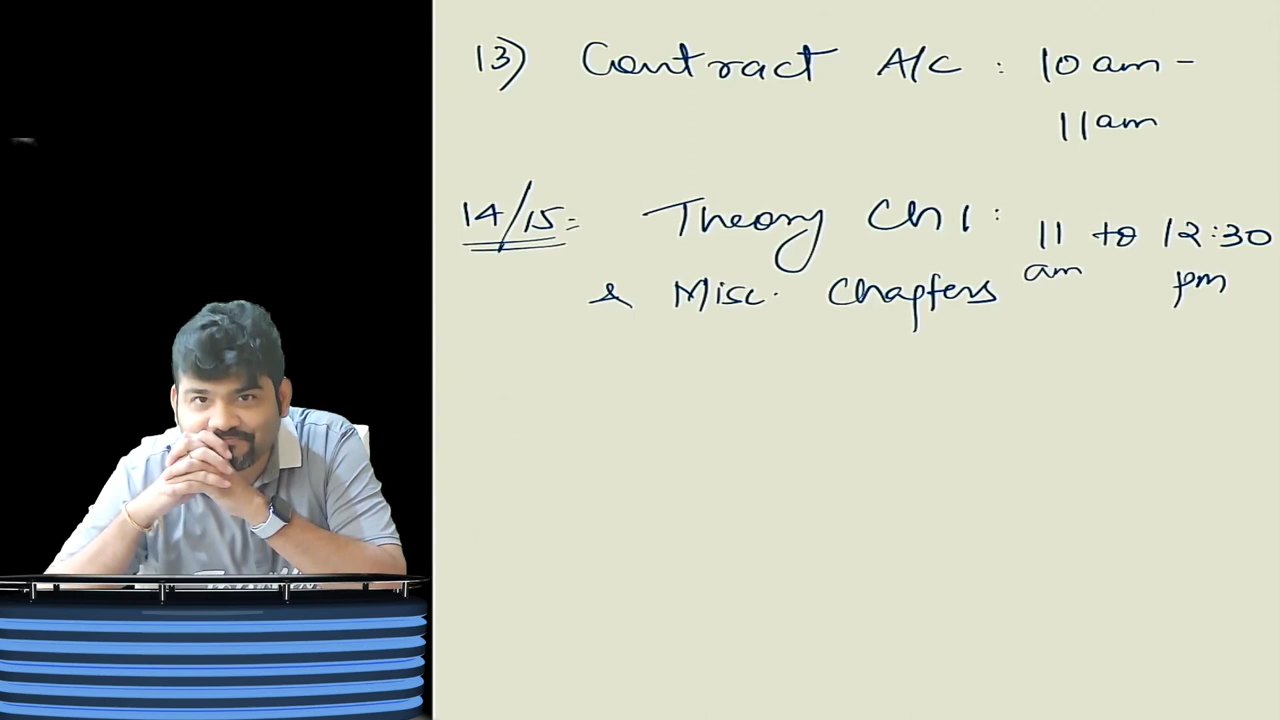 13) Contract A/C : 10 am -
11 am
14/15 = Theory Ch 1 : 11 am to 12:30 pm
& Misc. Chapters